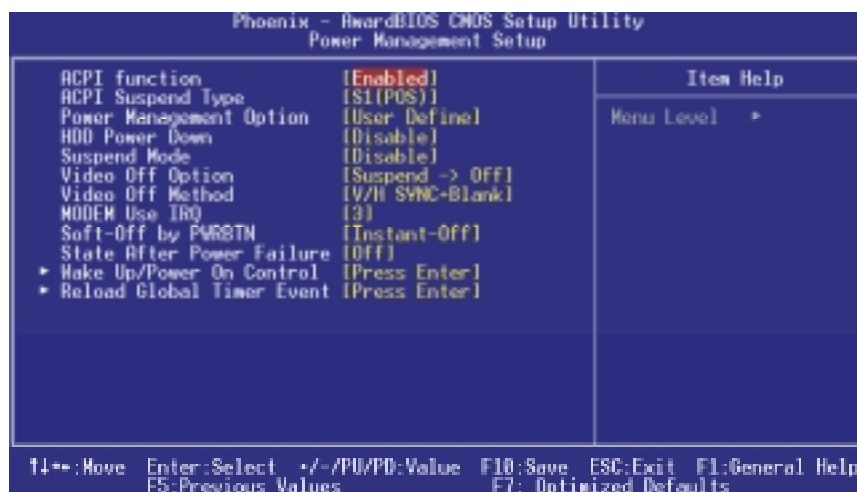 Phoenix - AwardBIOS CMOS Setup Utility
Power Management Setup
ACPI function [Enabled]
ACPI Suspend Type [S1(POS)]
Power Management Option [User Define]
HDD Power Down [Disable]
Suspend Mode [Disable]
Video Off Option [Suspend -> Off]
Video Off Method [V/H SYNC+Blank]
MODEM Use IRQ [3]
Soft-Off by PWRBTN [Instant-Off]
State After Power Failure [Off]
► Wake Up/Power On Control [Press Enter]
► Reload Global Timer Event [Press Enter]
Item Help
Menu Level ►
↑↓→←:Move Enter:Select +/-/PU/PD:Value F10:Save ESC:Exit F1:General Help
F5:Previous Values F7: Optimized Defaults